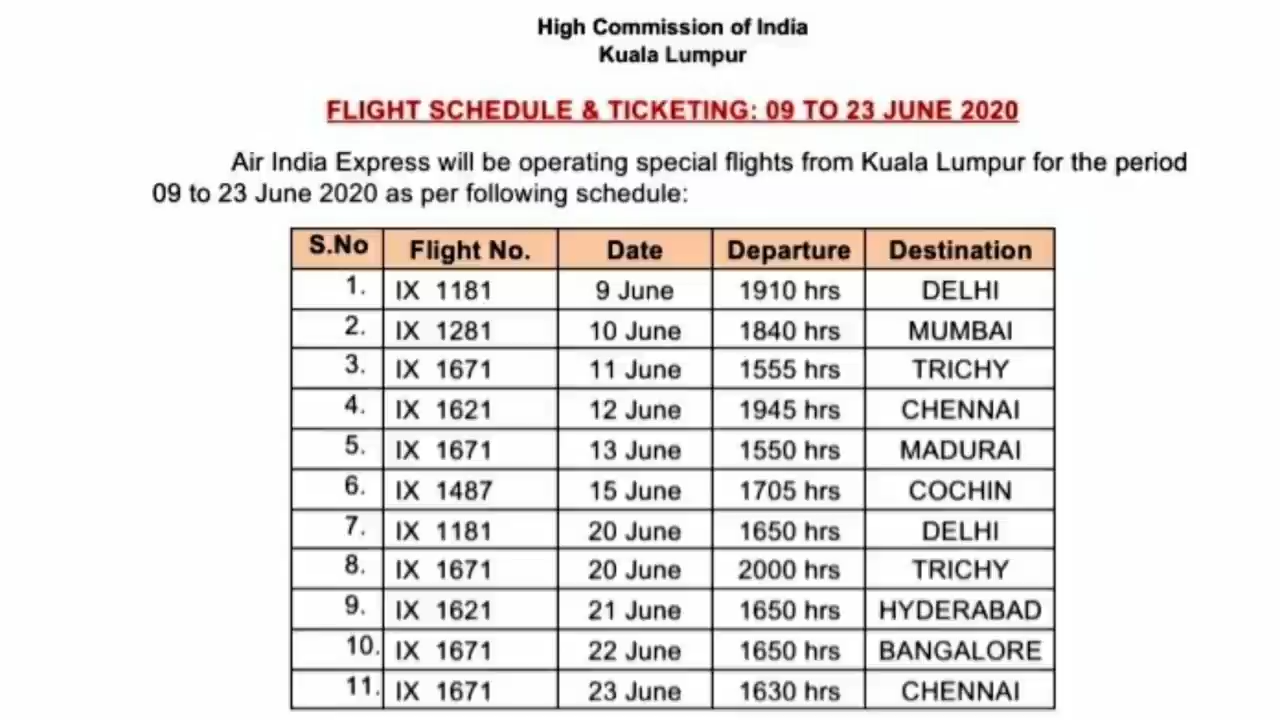 High Commission of India
Kuala Lumpur
FLIGHT SCHEDULE & TICKETING: 09 TO 23 JUNE 2020
Air India Express will be operating special flights from Kuala Lumpur for the period
09 to 23 June 2020 as per following schedule:
S.No Flight No. Date Departure Destination
1. IX 1181 9 June 1910 hrs DELHI
2. IX 1281 10 June 1840 hrs MUMBAI
3. IX 1671 11 June 1555 hrs TRICHY
4. IX 1621 12 June 1945 hrs CHENNAI
5. IX 1671 13 June 1550 hrs MADURAI
6. IX 1487 15 June 1705 hrs COCHIN
7. IX 1181 20 June 1650 hrs DELHI
8. IX 1671 20 June 2000 hrs TRICHY
9. IX 1621 21 June 1650 hrs HYDERABAD
10. IX 1671 22 June 1650 hrs BANGALORE
11. IX 1671 23 June 1630 hrs CHENNAI